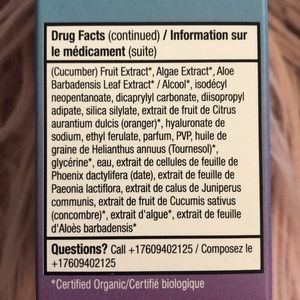 Drug Facts (continued) / Information sur
le médicament (suite)
(Cucumber) Fruit Extract*, Algae Extract*, Aloe
Barbadensis Leaf Extract* / Alcool*, isodécyl
neopentanoate, dicaprylyl carbonate, diisopropyl
adipate, silica silylate, extrait de fruit de Citrus
aurantium dulcis (orange)*, hyaluronate de
sodium, ethyl ferulate, parfum, PVP, huile de
graines de Helianthus annuus (Tournesol)*,
glycérine*, eau, extrait de cellules de feuille de
Phoenix dactylifera (date), extrait de feuille de
Paeonia lactiflora, extrait de calus de Juniperus
communis, extrait de fruit de Cucumis sativus
(concombre)*, extrait d'algue*, extrait de feuille
d'Aloès barbadensis*
Questions? Call +17609402125 / Composez le
+17609402125
*Certified Organic/Certifié biologique